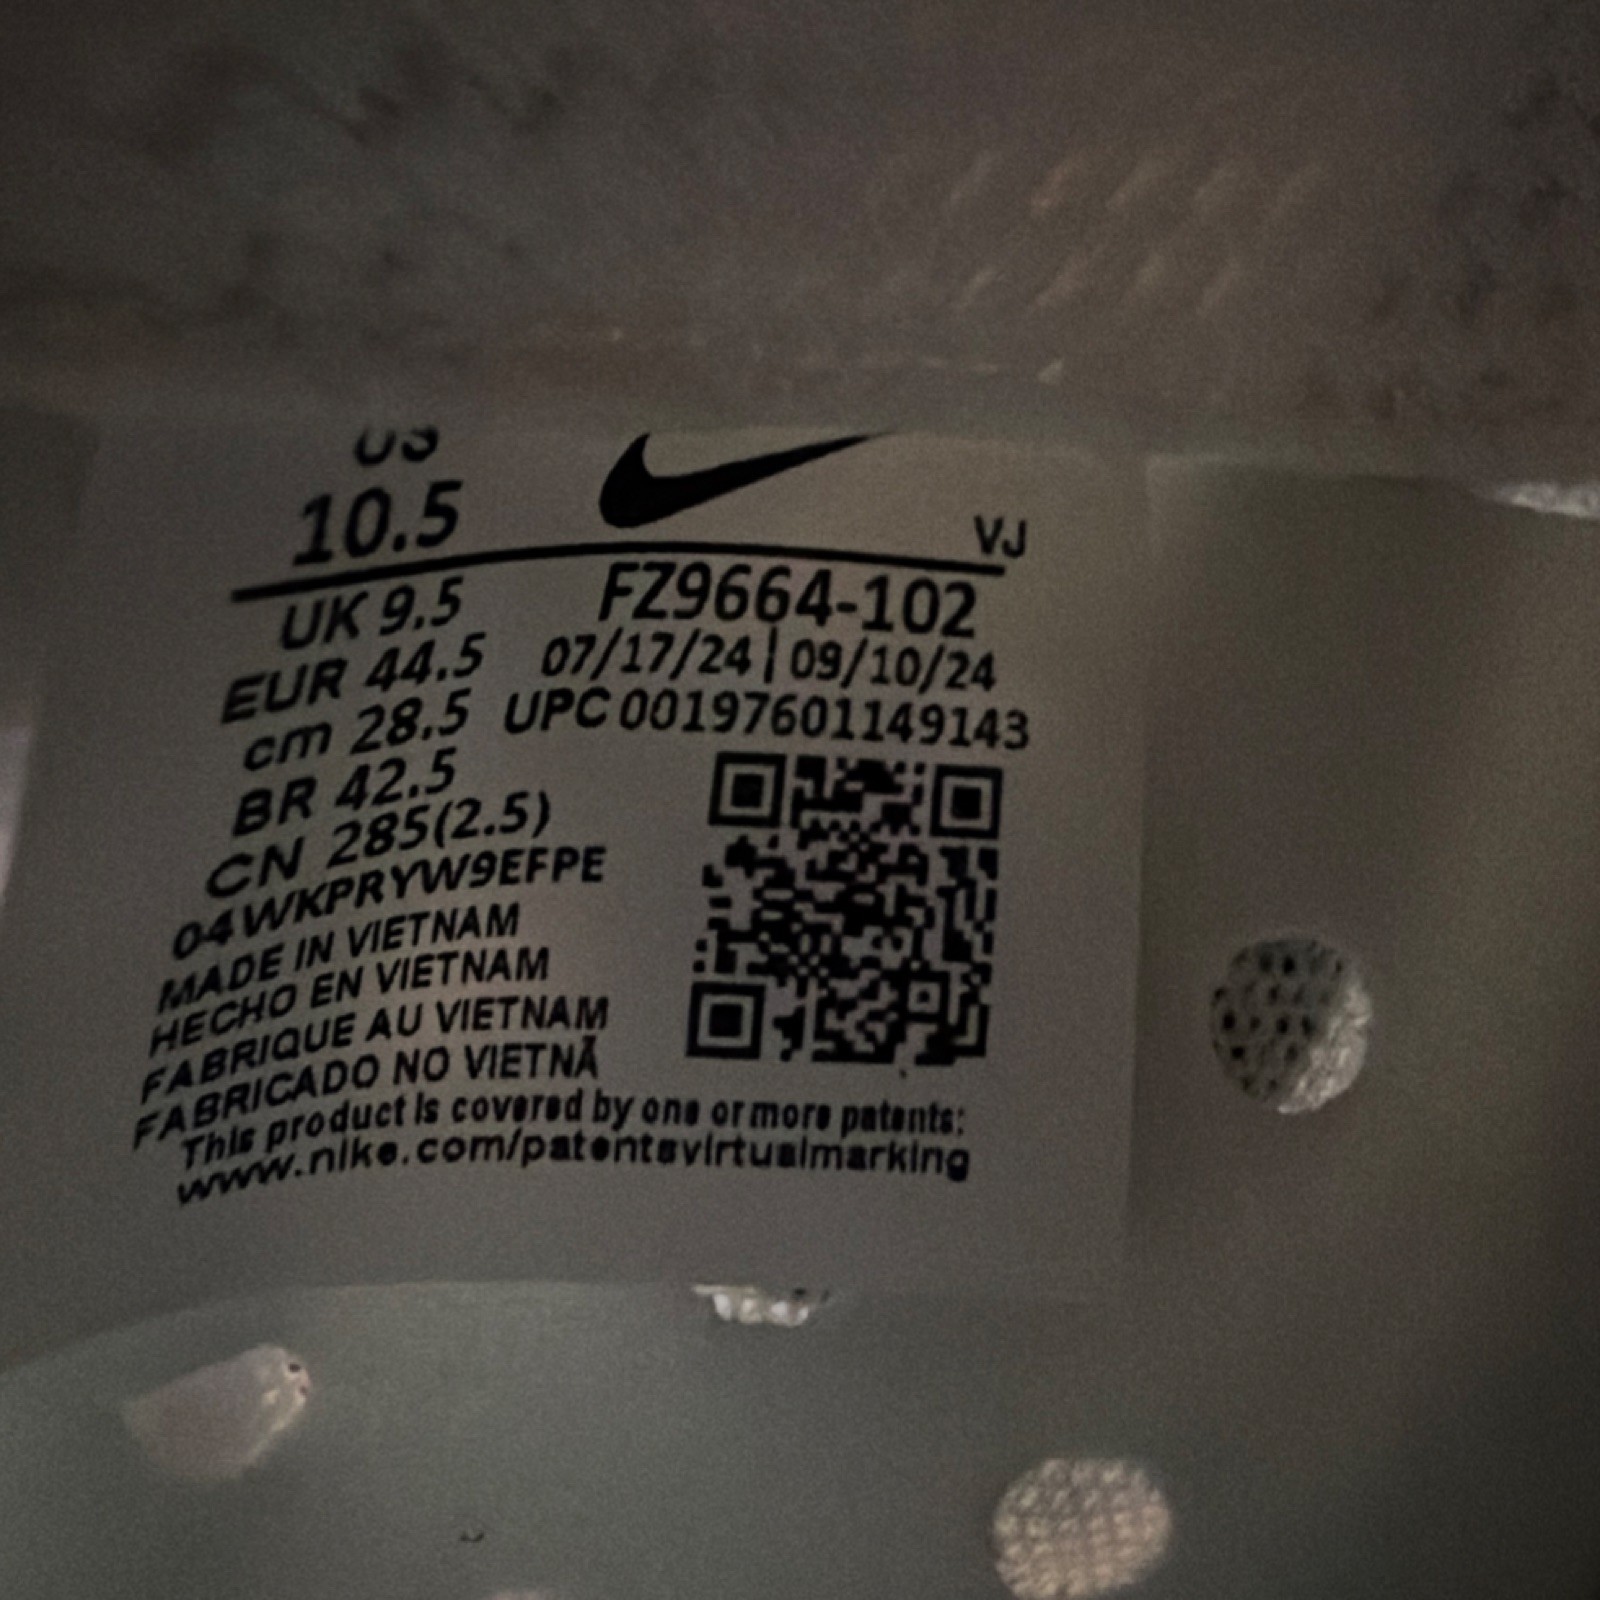 US
10.5
VJ
UK 9.5
FZ9664-102
EUR 44.5
07/17/24 | 09/10/24
cm 28.5
UPC 00197601149143
BR 42.5
CN 285(2.5)
04WKPRYW9EFPE
MADE IN VIETNAM
HECHO EN VIETNAM
FABRIQUE AU VIETNAM
FABRICADO NO VIETNÃ
This product is covered by one or more patents:
www.nike.com/patentsvirtualmarking